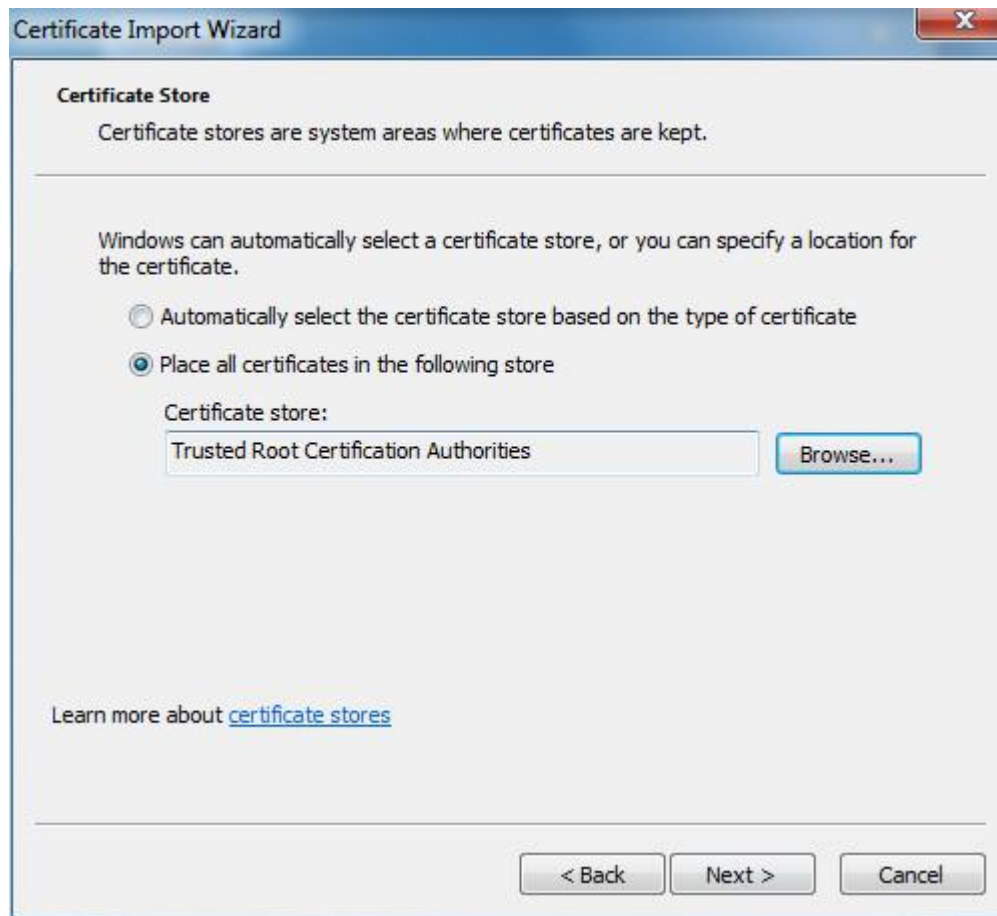 Certificate Import Wizard
Certificate Store
Certificate stores are system areas where certificates are kept.
Windows can automatically select a certificate store, or you can specify a location for
the certificate.
Automatically select the certificate store based on the type of certificate
Place all certificates in the following store
Certificate store:
Trusted Root Certification Authorities
Browse...
Learn more about certificate stores
< Back
Next >
Cancel